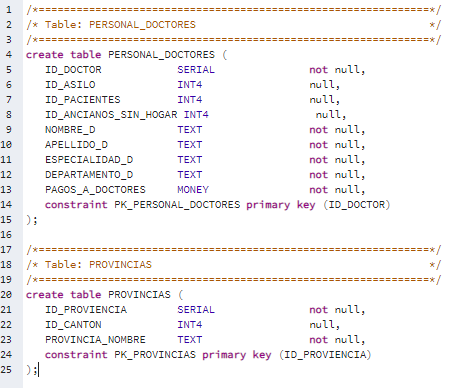 1 /*==============================================================*/
2 /* Table: PERSONAL_DOCTORES */
3 /*==============================================================*/
4 create table PERSONAL_DOCTORES (
5 ID_DOCTOR SERIAL not null,
6 ID_ASILO INT4 null,
7 ID_PACIENTES INT4 null,
8 ID_ANCIANOS_SIN_HOGAR INT4 null,
9 NOMBRE_D TEXT not null,
10 APELLIDO_D TEXT not null,
11 ESPECIALIDAD_D TEXT not null,
12 DEPARTAMENTO_D TEXT not null,
13 PAGOS_A_DOCTORES MONEY not null,
14 constraint PK_PERSONAL_DOCTORES primary key (ID_DOCTOR)
15 );
16
17 /*==============================================================*/
18 /* Table: PROVINCIAS */
19 /*==============================================================*/
20 create table PROVINCIAS (
21 ID_PROVIENCIA SERIAL not null,
22 ID_CANTON INT4 null,
23 PROVINCIA_NOMBRE TEXT not null,
24 constraint PK_PROVINCIAS primary key (ID_PROVIENCIA)
25 );